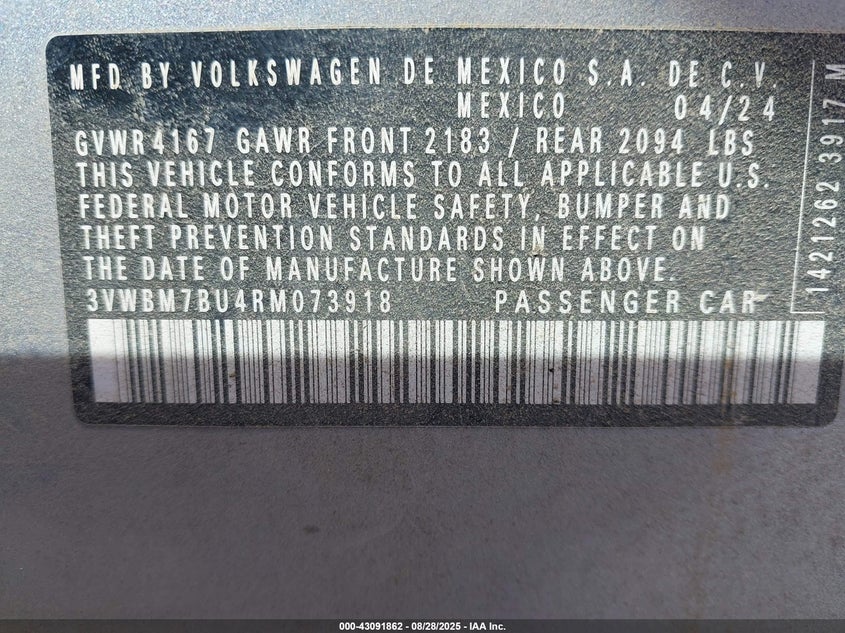 MFD BY VOLKSWAGEN DE MEXICO S.A. DE C.V.
MEXICO 04/24
GVWR 4167 GAWR FRONT 2183 / REAR 2094 LBS
THIS VEHICLE CONFORMS TO ALL APPLICABLE U.S.
FEDERAL MOTOR VEHICLE SAFETY, BUMPER AND
THEFT PREVENTION STANDARDS IN EFFECT ON
THE DATE OF MANUFACTURE SHOWN ABOVE.
3VWBM7BU4RM073918 PASSENGER CAR
1421262 3917 M
000-43091862 - 08/28/2025 - IAA Inc.